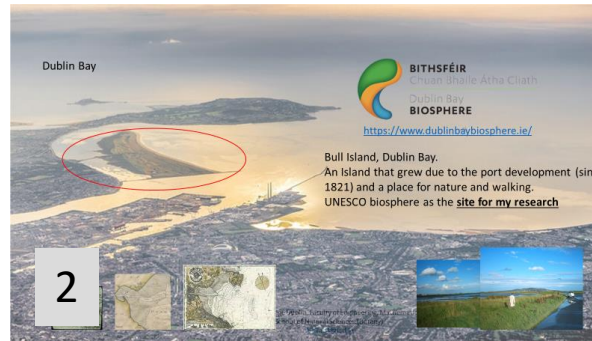 Dublin Bay
BITHSFÉIR
Chuan Bhaile Átha Cliath
Dublin Bay
BIOSPHERE
https://www.dublinbaybiosphere.ie/
Bull Island, Dublin Bay.
An Island that grew due to the port development (sin
1821) and a place for nature and walking.
UNESCO biosphere as the site for my research
2